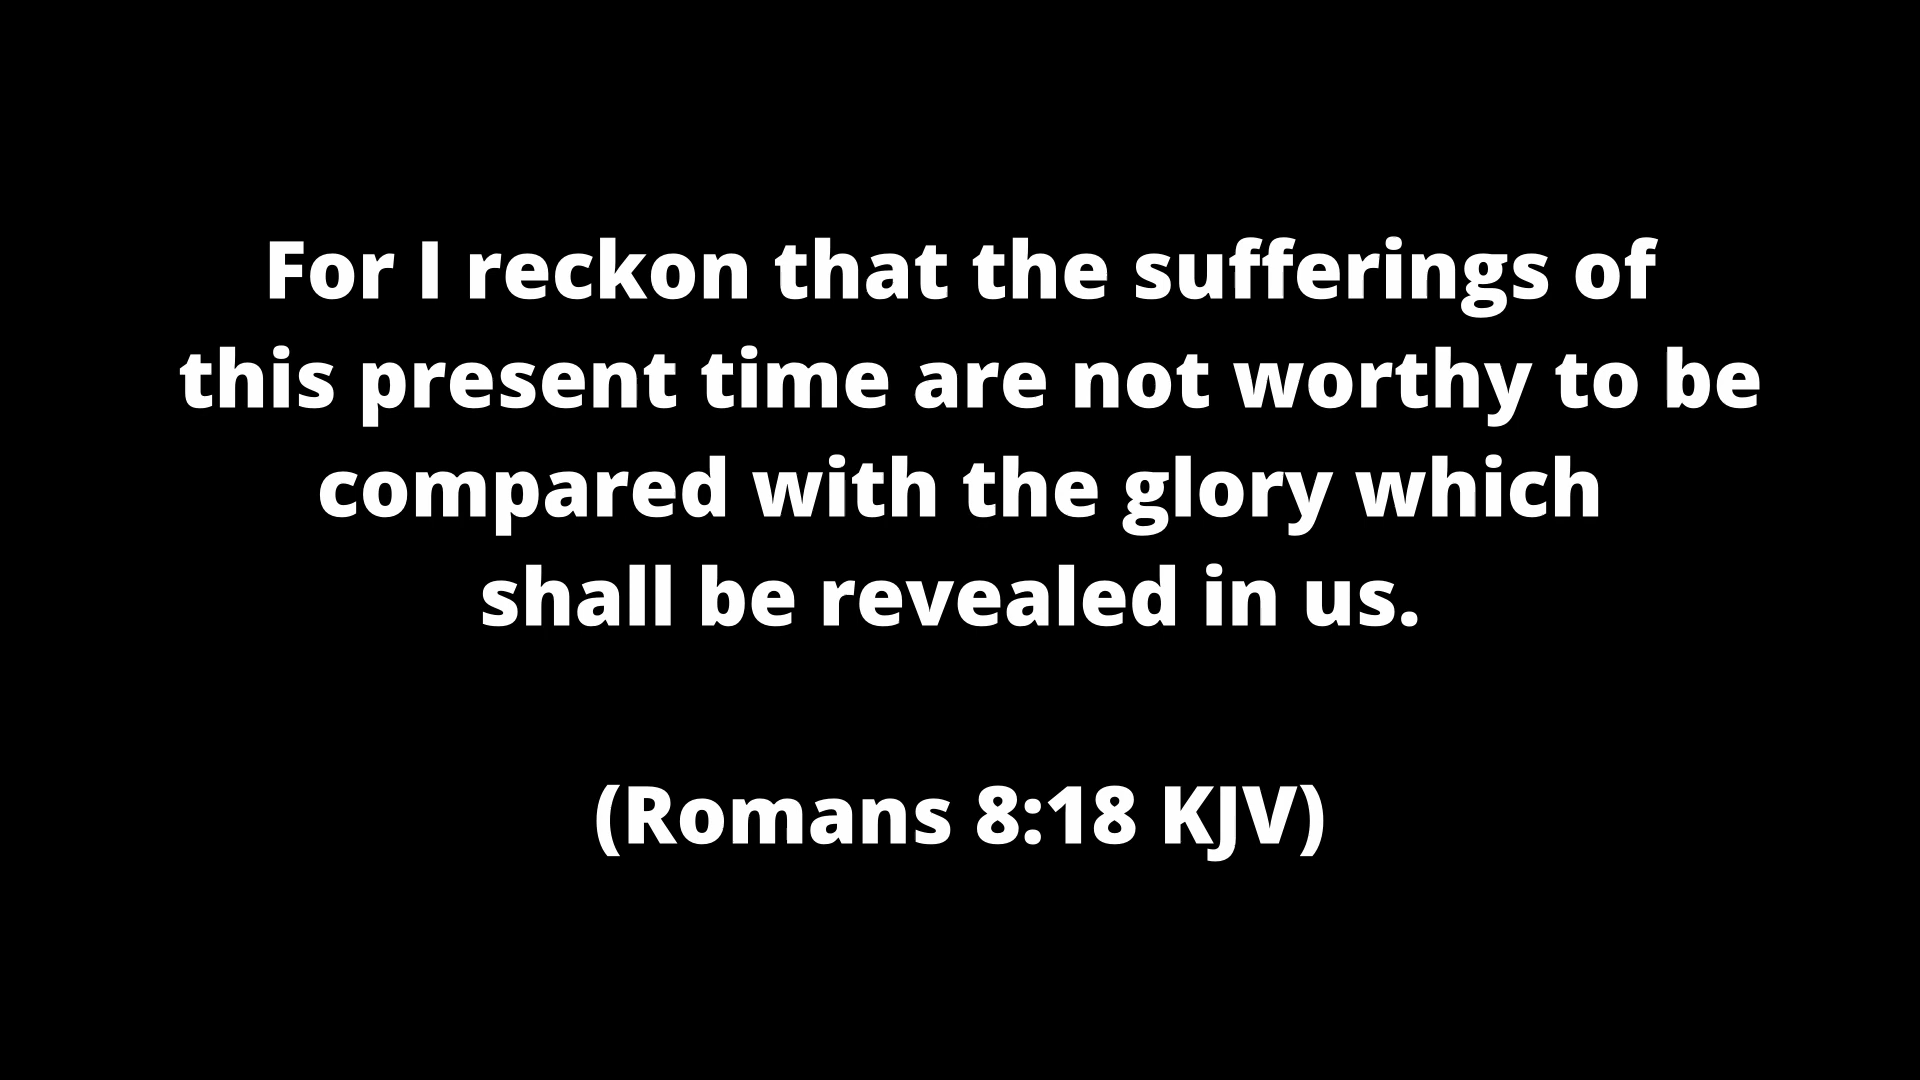 For I reckon that the sufferings of
this present time are not worthy to be
compared with the glory which
shall be revealed in us.
(Romans 8:18 KJV)